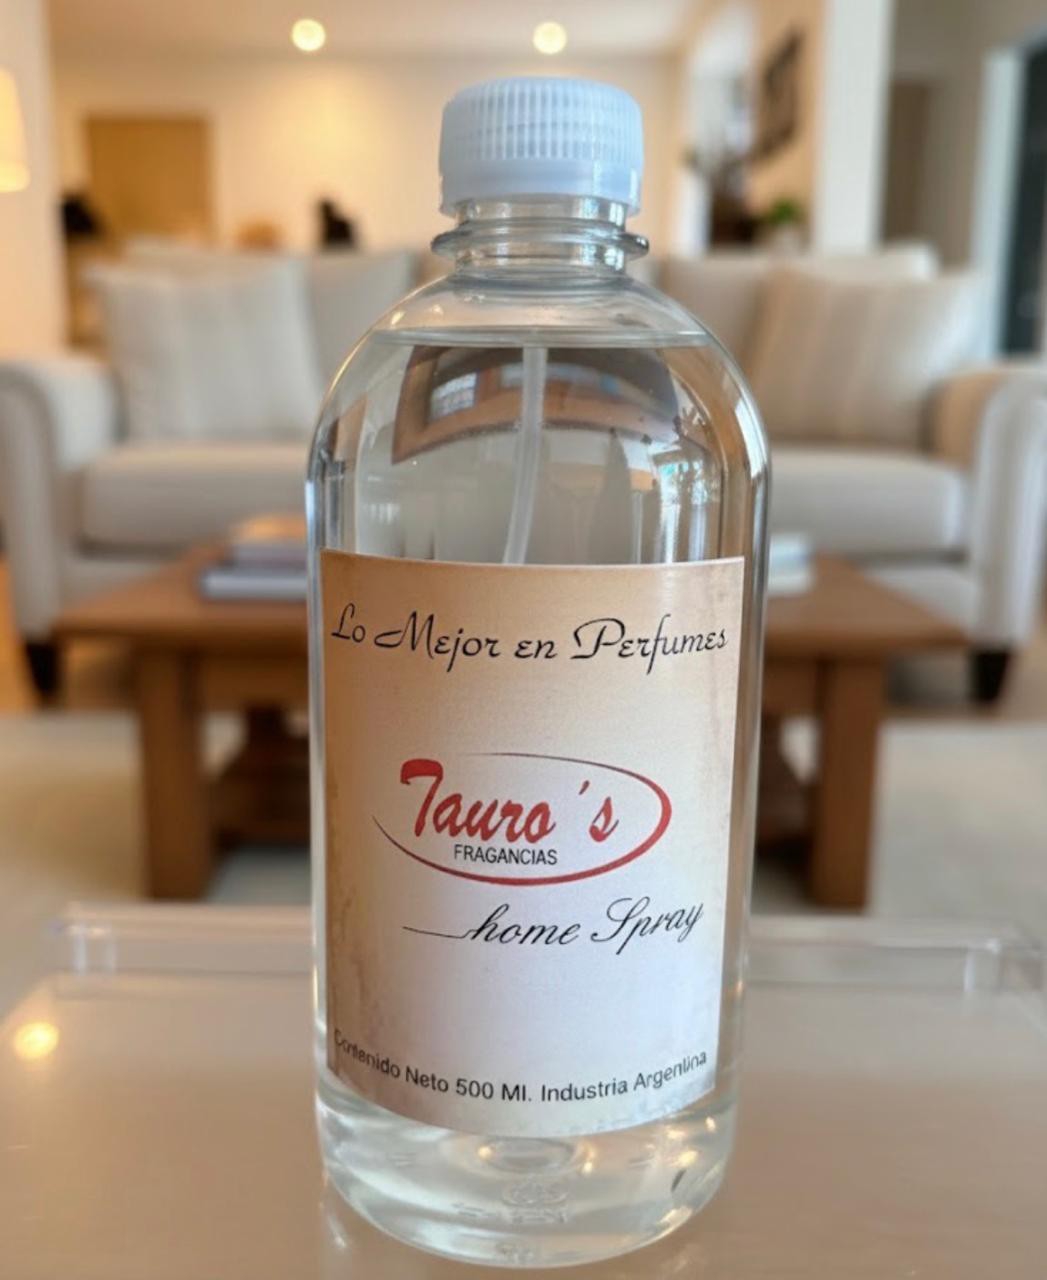 Lo Mejor en Perfumes
Tauro´s
FRAGANCIAS
home Spray
Contenido Neto 500 Ml. Industria Argentina